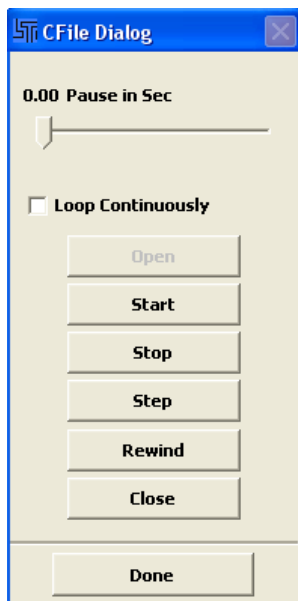 CFile Dialog
0.00 Pause in Sec
Loop Continuously
Open
Start
Stop
Step
Rewind
Close
Done